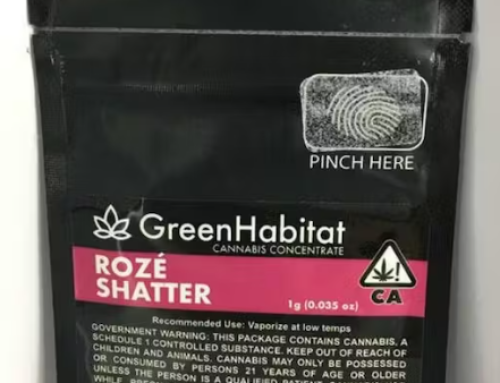 PINCH HERE
GreenHabitat
CANNABIS CONCENTRATE
ROZÉ
SHATTER
1g (0.035 oz)
CA
Recommended Use: Vaporize at low temps
GOVERNMENT WARNING: THIS PACKAGE CONTAINS CANNABIS, A
SCHEDULE 1 CONTROLLED SUBSTANCE. KEEP OUT OF REACH OF
CHILDREN AND ANIMALS. CANNABIS MAY ONLY BE POSSESSED
OR CONSUMED BY PERSONS 21 YEARS OF AGE OR OLDER
UNLESS THE PERSON IS A QUALIFIED PATIENT